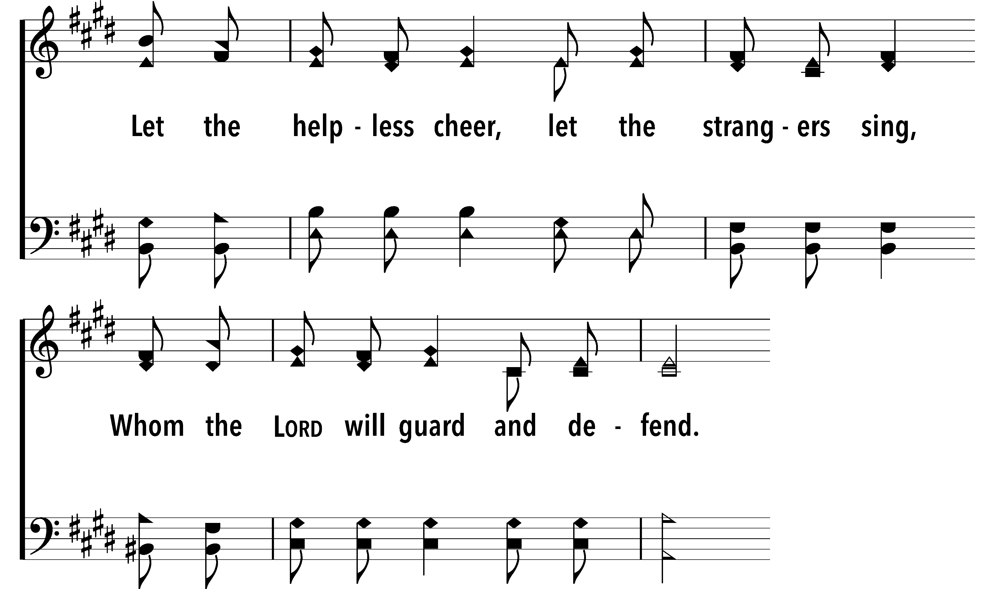 Let the help - less cheer, let the strang - ers sing,
Whom the LORD will guard and de - fend.